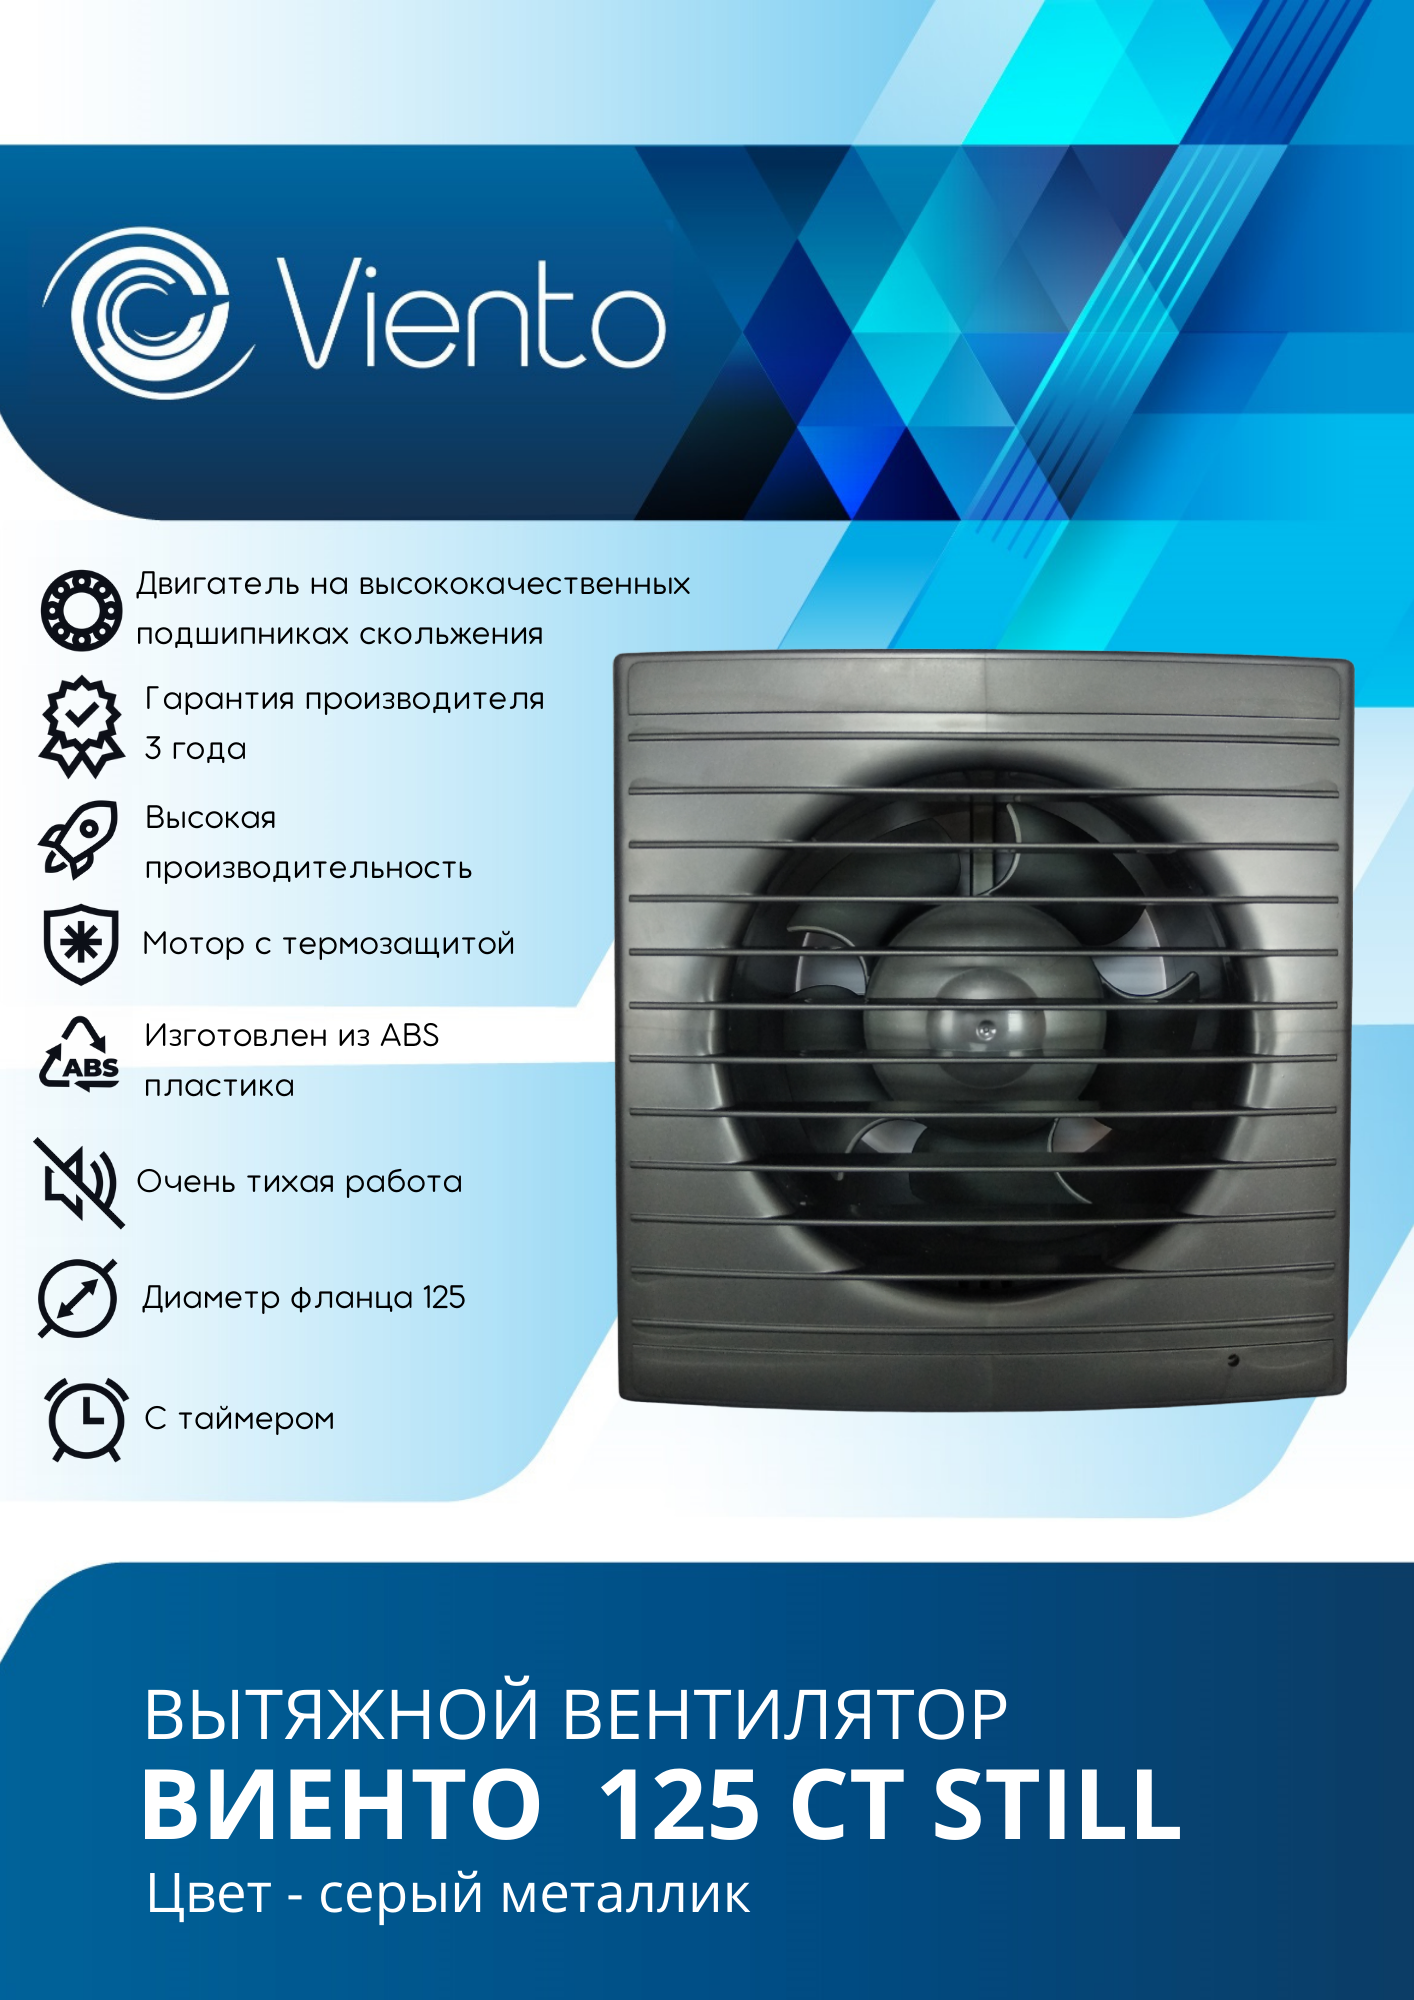 Viento
Двигатель на высококачественных
подшипниках скольжения
Гарантия производителя
3 года
Высокая
производительность
Мотор с термозащитой
Изготовлен из ABS
пластика
ABS
Очень тихая работа
Диаметр фланца 125
С таймером
ВЫТЯЖНОЙ ВЕНТИЛЯТОР
ВИЕНТО 125 СТ STILL
Цвет - серый металлик